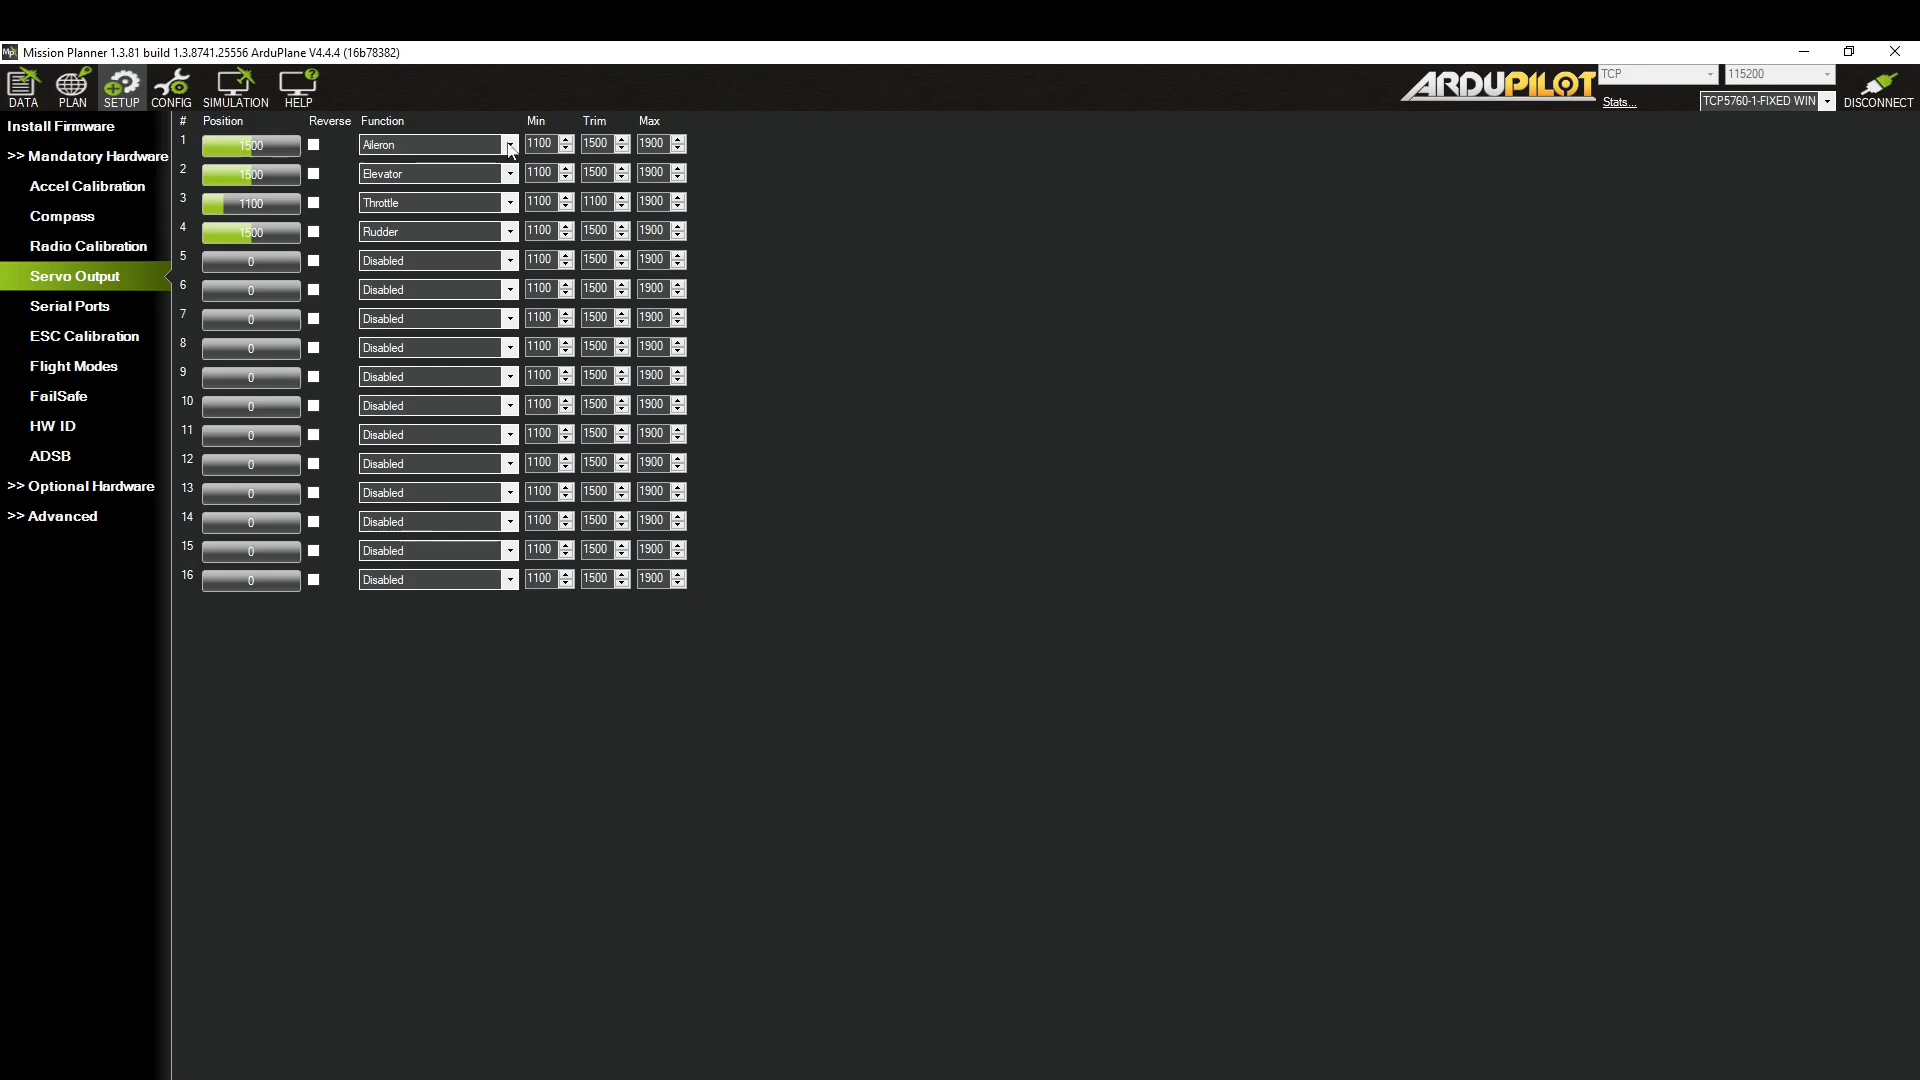 Mission Planner 1.3.81 build 1.3.8741.25556 ArduPlane V4.4.4 (16b78382)
DATA PLAN SETUP CONFIG SIMULATION HELP
ARDUPILOT
TCP 115200
Stats... TCP5760-1-FIXED WIN DISCONNECT
Install Firmware
>> Mandatory Hardware
Accel Calibration
Compass
Radio Calibration
Servo Output
Serial Ports
ESC Calibration
Flight Modes
FailSafe
HW ID
ADSB
>> Optional Hardware
>> Advanced
# Position Reverse Function Min Trim Max
1 1500 Aileron 1100 1500 1900
2 1500 Elevator 1100 1500 1900
3 1100 Throttle 1100 1100 1900
4 1500 Rudder 1100 1500 1900
5 0 Disabled 1100 1500 1900
6 0 Disabled 1100 1500 1900
7 0 Disabled 1100 1500 1900
8 0 Disabled 1100 1500 1900
9 0 Disabled 1100 1500 1900
10 0 Disabled 1100 1500 1900
11 0 Disabled 1100 1500 1900
12 0 Disabled 1100 1500 1900
13 0 Disabled 1100 1500 1900
14 0 Disabled 1100 1500 1900
15 0 Disabled 1100 1500 1900
16 0 Disabled 1100 1500 1900